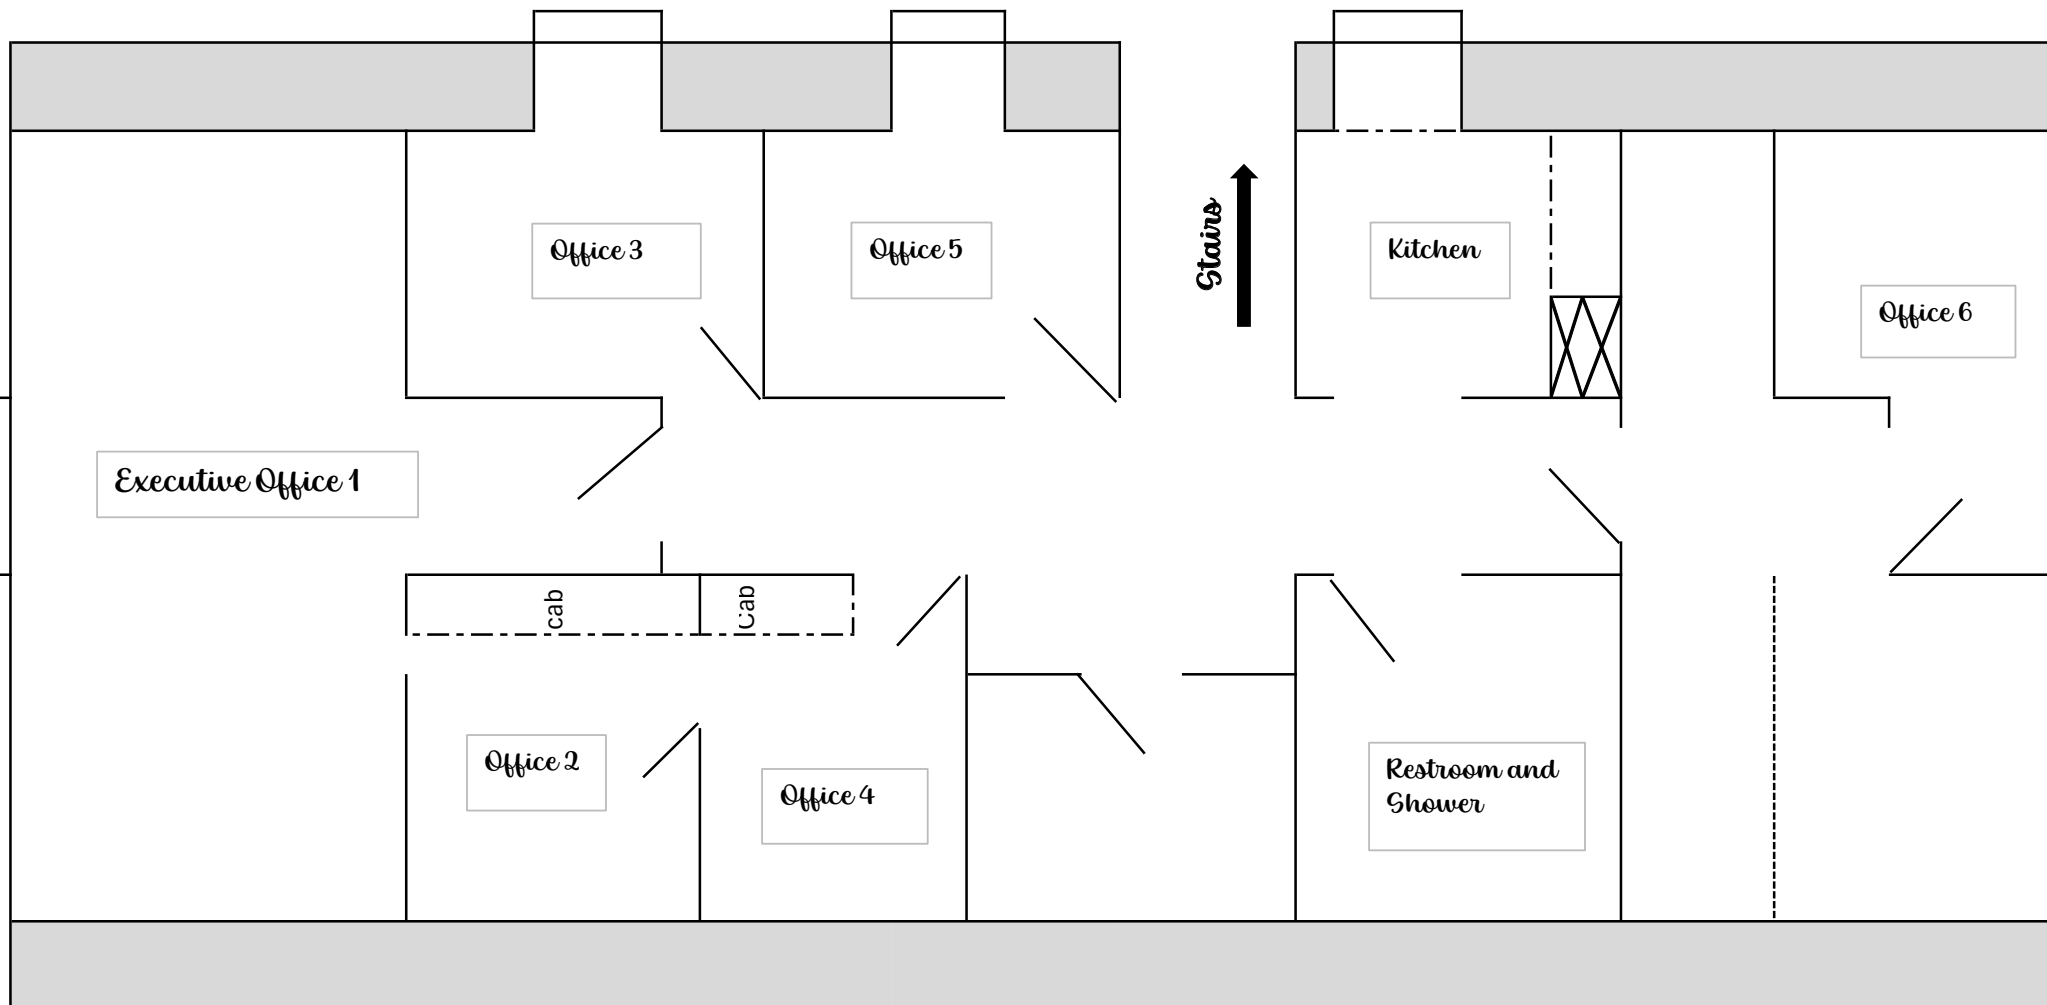 Office 3
Office 5
Stairs
Kitchen
Office 6
Executive Office 1
cab
Cab
Office 2
Office 4
Restroom and
Shower